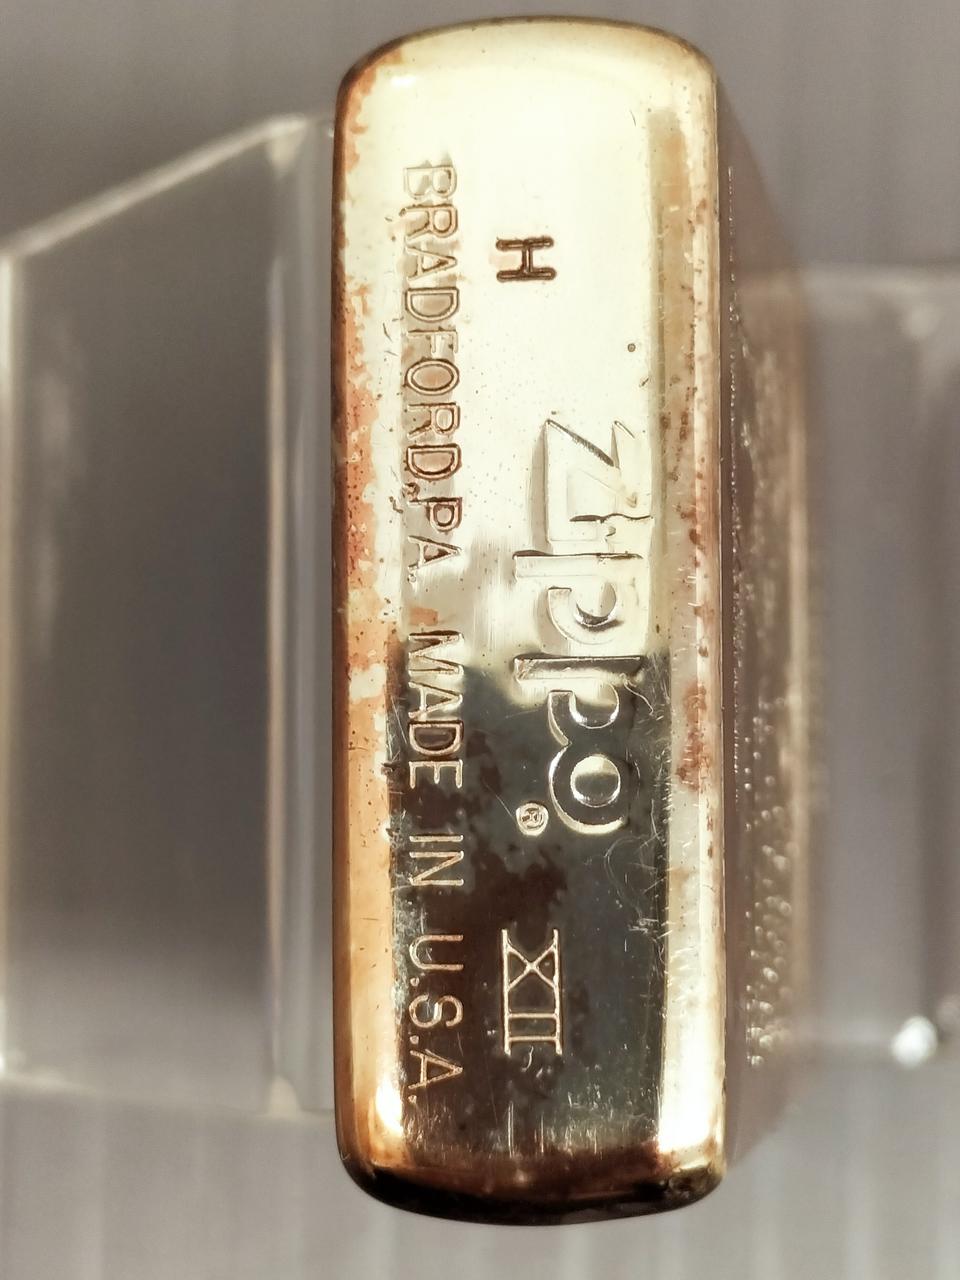 H zippo® XII
BRADFORD, PA. MADE IN U.S.A.